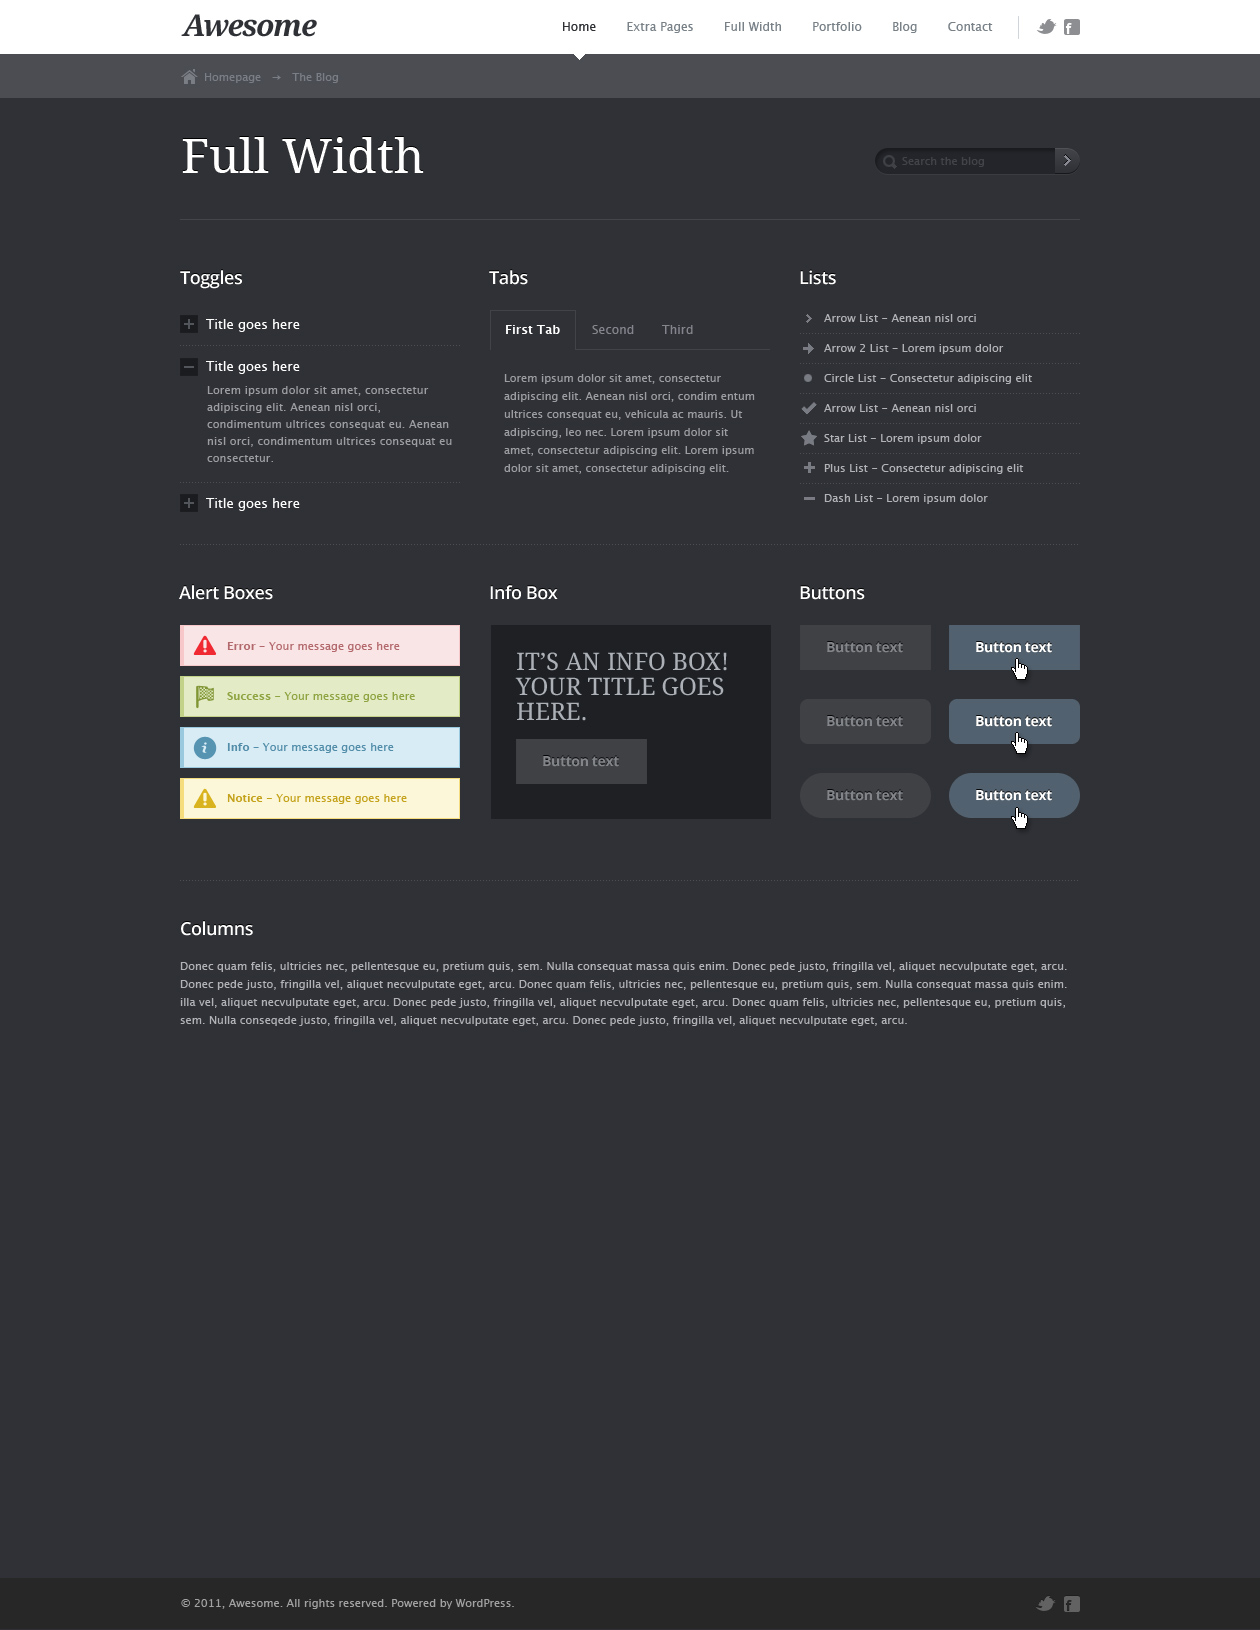 Awesome
Home Extra Pages Full Width Portfolio Blog Contact
Homepage → The Blog
Full Width
Search the blog
Toggles
Title goes here
Title goes here
Lorem ipsum dolor sit amet, consectetur
adipiscing elit. Aenean nisl orci,
condimentum ultrices consequat eu. Aenean
nisl orci, condimentum ultrices consequat eu
consectetur.
Title goes here
Tabs
First Tab Second Third
Lorem ipsum dolor sit amet, consectetur
adipiscing elit. Aenean nisl orci, condim entum
ultrices consequat eu, vehicula ac mauris. Ut
adipiscing, leo nec. Lorem ipsum dolor sit
amet, consectetur adipiscing elit. Lorem ipsum
dolor sit amet, consectetur adipiscing elit.
Lists
Arrow List – Aenean nisl orci
Arrow 2 List – Lorem ipsum dolor
Circle List – Consectetur adipiscing elit
Arrow List – Aenean nisl orci
Star List – Lorem ipsum dolor
Plus List – Consectetur adipiscing elit
Dash List – Lorem ipsum dolor
Alert Boxes
Error – Your message goes here
Success – Your message goes here
Info – Your message goes here
Notice – Your message goes here
Info Box
IT’S AN INFO BOX!
YOUR TITLE GOES
HERE.
Button text
Buttons
Button text Button text
Button text Button text
Button text Button text
Columns
Donec quam felis, ultricies nec, pellentesque eu, pretium quis, sem. Nulla consequat massa quis enim. Donec pede justo, fringilla vel, aliquet necvulputate eget, arcu.
Donec pede justo, fringilla vel, aliquet necvulputate eget, arcu. Donec quam felis, ultricies nec, pellentesque eu, pretium quis, sem. Nulla consequat massa quis enim.
illa vel, aliquet necvulputate eget, arcu. Donec pede justo, fringilla vel, aliquet necvulputate eget, arcu. Donec quam felis, ultricies nec, pellentesque eu, pretium quis,
sem. Nulla conseqede justo, fringilla vel, aliquet necvulputate eget, arcu. Donec pede justo, fringilla vel, aliquet necvulputate eget, arcu.
© 2011, Awesome. All rights reserved. Powered by WordPress.